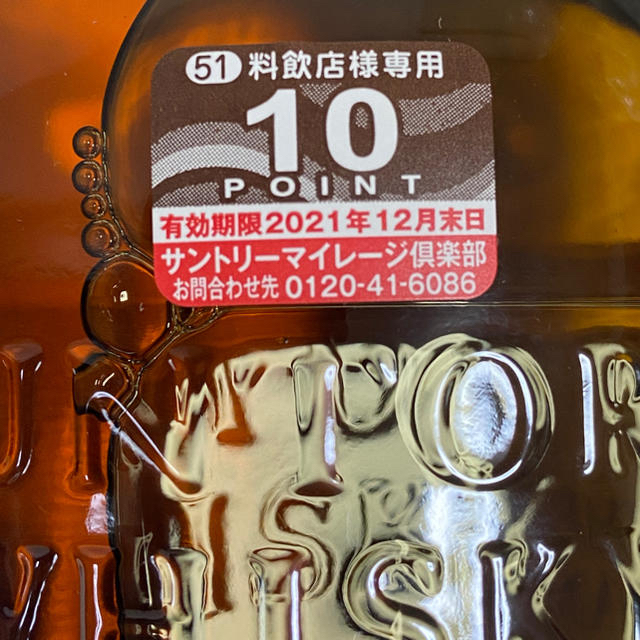 51 料飲店様専用
10
POINT
有効期限2021年12月末日
サントリーマイレージ倶楽部
お問合わせ先 0120-41-6086
UNTOR
WHISK